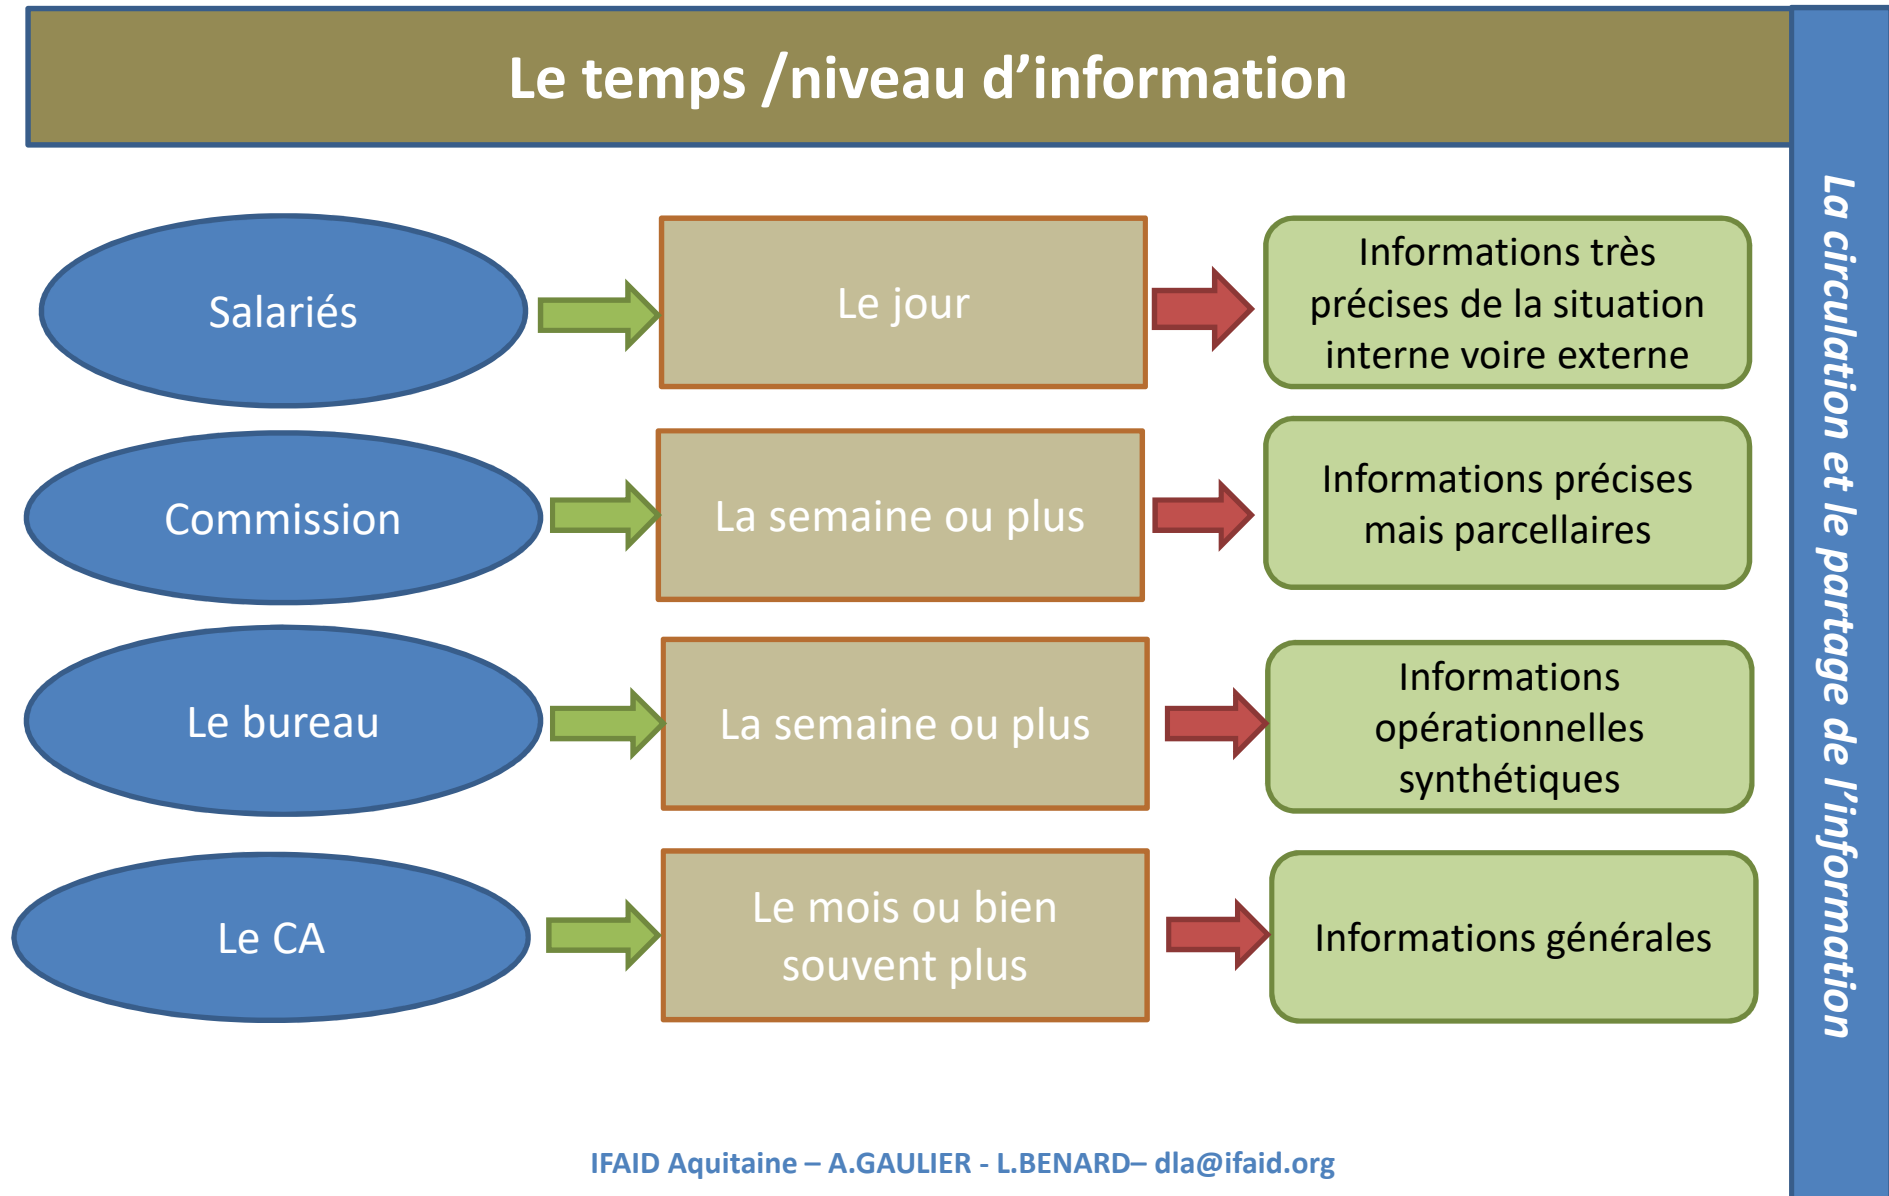 Le temps /niveau d’information
Salariés
Le jour
Informations très
précises de la situation
interne voire externe
Commission
La semaine ou plus
Informations précises
mais parcellaires
Le bureau
La semaine ou plus
Informations
opérationnelles
synthétiques
Le CA
Le mois ou bien
souvent plus
Informations générales
La circulation et le partage de l’information
IFAID Aquitaine – A.GAULIER - L.BENARD– dla@ifaid.org